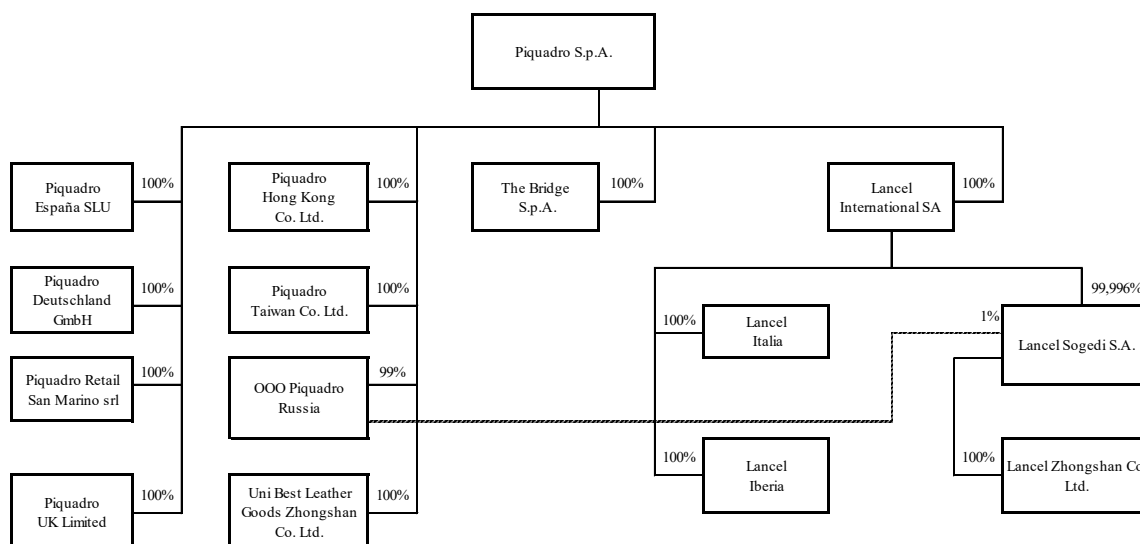 Piquadro S.p.A.
Piquadro
España SLU
100%
Piquadro
Hong Kong
Co. Ltd.
100%
The Bridge
S.p.A.
100%
Lancel
International SA
100%
Piquadro
Deutschland
GmbH
100%
Piquadro
Taiwan Co. Ltd.
100%
99,996%
100%
Lancel
Italia
1%
Lancel Sogedi S.A.
Piquadro Retail
San Marino srl
100%
OOO Piquadro
Russia
99%
Piquadro
UK Limited
100%
Uni Best Leather
Goods Zhongshan
Co. Ltd.
100%
100%
Lancel
Iberia
100%
Lancel Zhongshan Co
Ltd.